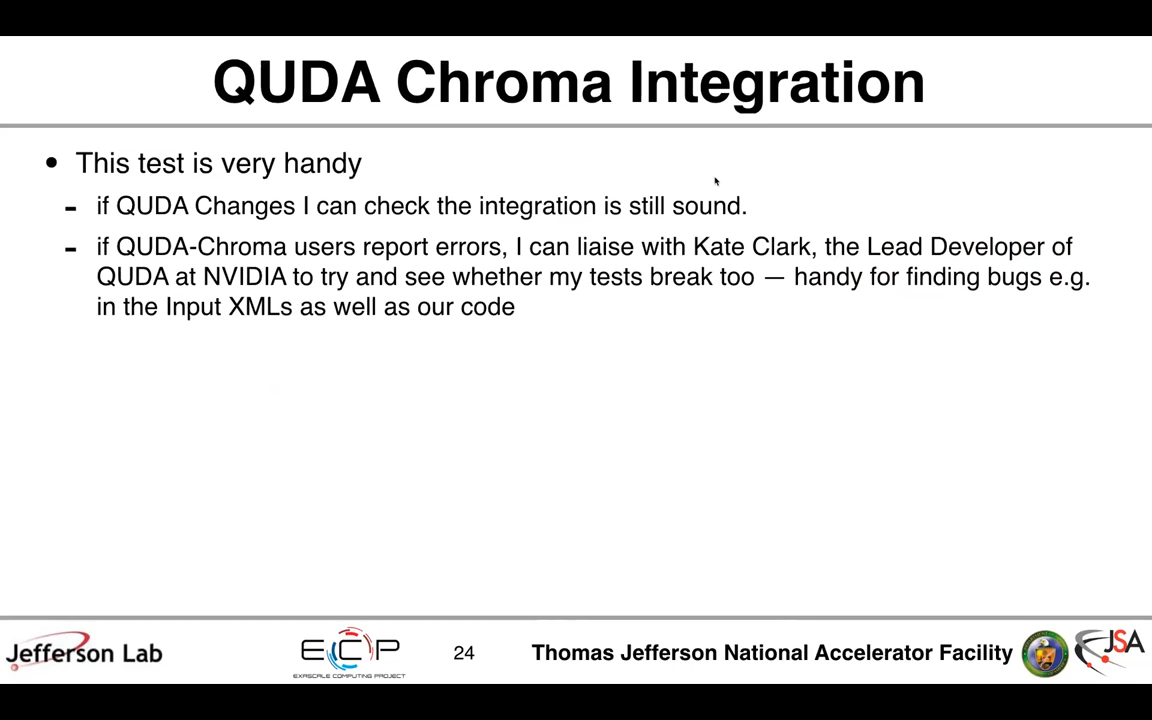 QUDA Chroma Integration
• This test is very handy
- if QUDA Changes I can check the integration is still sound.
- if QUDA-Chroma users report errors, I can liaise with Kate Clark, the Lead Developer of
QUDA at NVIDIA to try and see whether my tests break too — handy for finding bugs e.g.
in the Input XMLs as well as our code
Jefferson Lab
ECP
EXASCALE COMPUTING PROJECT
24
Thomas Jefferson National Accelerator Facility
JSA